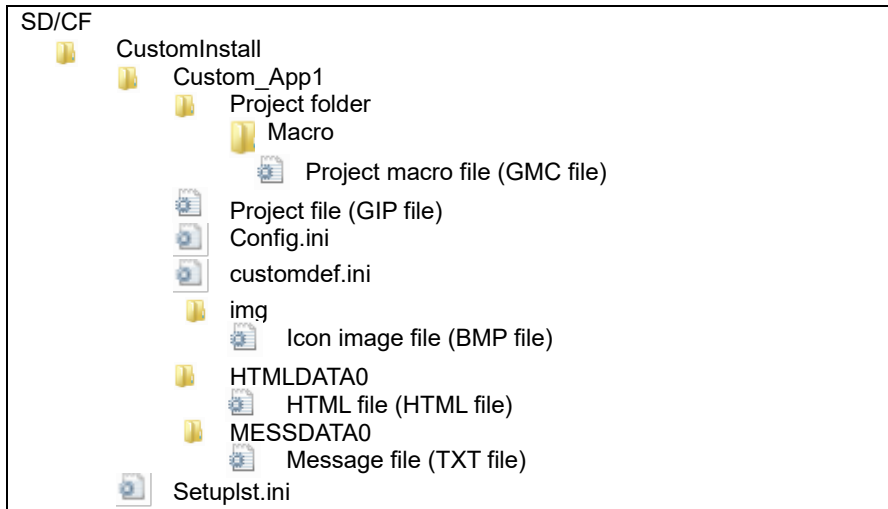 SD/CF
CustomInstall
Custom_App1
Project folder
Macro
Project macro file (GMC file)
Project file (GIP file)
Config.ini
customdef.ini
img
Icon image file (BMP file)
HTMLDATA0
HTML file (HTML file)
MESSDATA0
Message file (TXT file)
Setuplst.ini